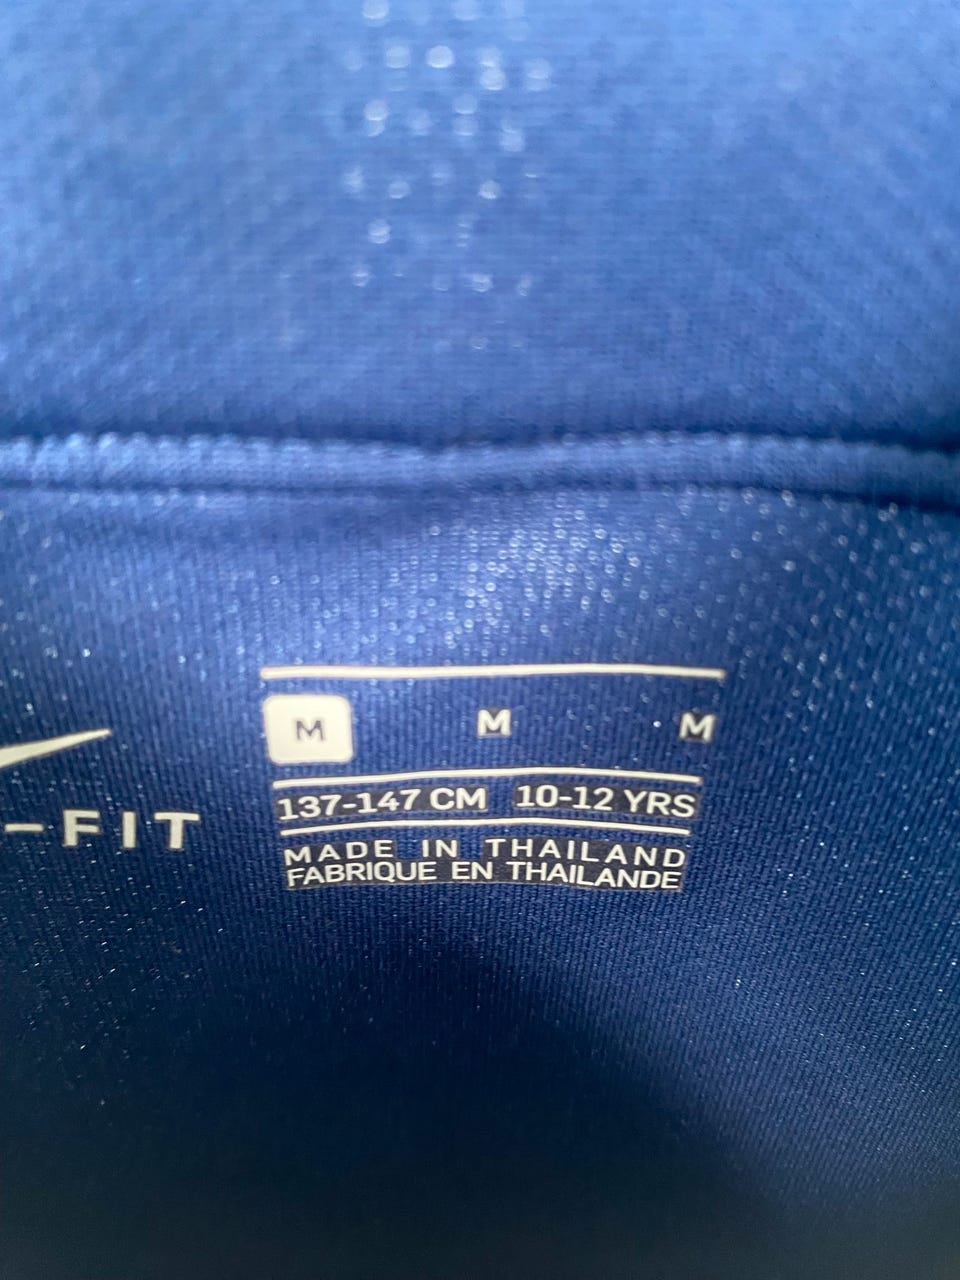 M M M
-FIT
137-147 CM 10-12 YRS
MADE IN THAILAND
FABRIQUE EN THAILANDE